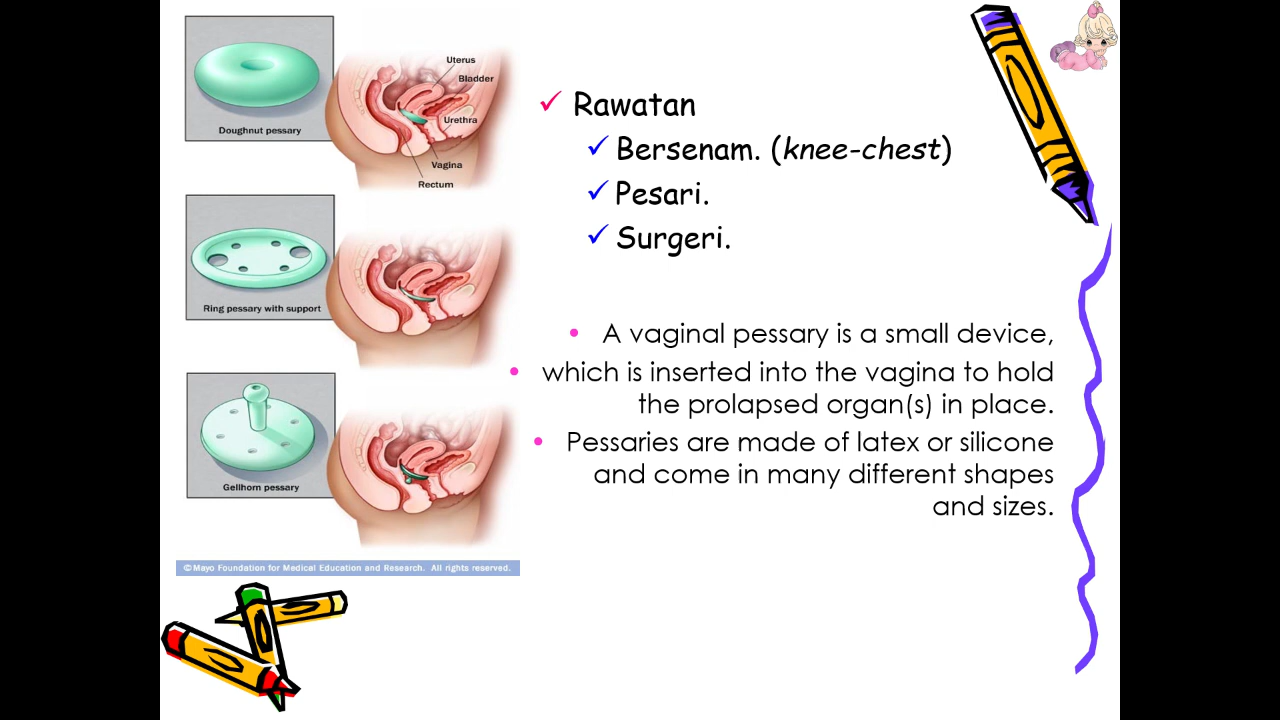 Doughnut pessary
Uterus
Bladder
Urethra
Vagina
Rectum
Ring pessary with support
Gellhorn pessary
©Mayo Foundation for Medical Education and Research. All rights reserved.
✓ Rawatan
✓ Bersenam. (knee-chest)
✓ Pesari.
✓ Surgeri.
• A vaginal pessary is a small device,
• which is inserted into the vagina to hold
the prolapsed organ(s) in place.
• Pessaries are made of latex or silicone
and come in many different shapes
and sizes.